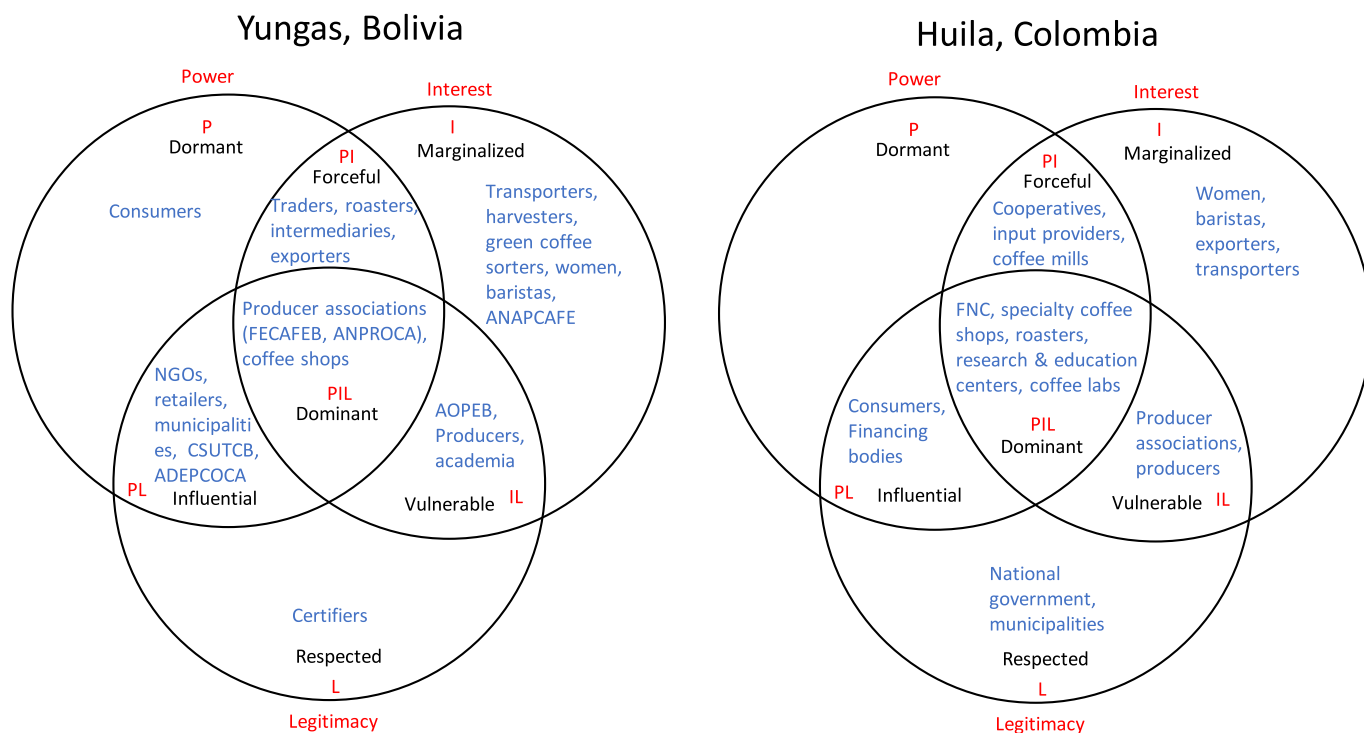 Yungas, Bolivia
Power
Interest
P
Dormant
I
Marginalized
PI
Forceful
Consumers
Traders, roasters,
intermediaries,
exporters
Transporters,
harvesters,
green coffee
sorters, women,
baristas,
ANAPCAFE
Producer associations
(FECAFEB, ANPROCA),
coffee shops
PIL
Dominant
NGOs,
retailers,
municipaliti
es, CSUTCB,
ADEPCOCA
PL
Influential
AOPEB,
Producers,
academia
Vulnerable
IL
Certifiers
Respected
L
Legitimacy
Huila, Colombia
Power
Interest
P
Dormant
I
Marginalized
PI
Forceful
Cooperatives,
input providers,
coffee mills
Women,
baristas,
exporters,
transporters
FNC, specialty coffee
shops, roasters,
research & education
centers, coffee labs
PIL
Dominant
Consumers,
Financing
bodies
PL
Influential
Producer
associations,
producers
Vulnerable
IL
National
government,
municipalities
Respected
L
Legitimacy